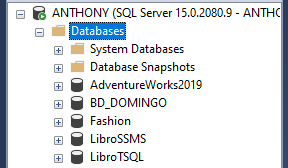 ANTHONY (SQL Server 15.0.2080.9 - ANTHO
Databases
System Databases
Database Snapshots
AdventureWorks2019
BD_DOMINGO
Fashion
LibroSSMS
LibroTSQL